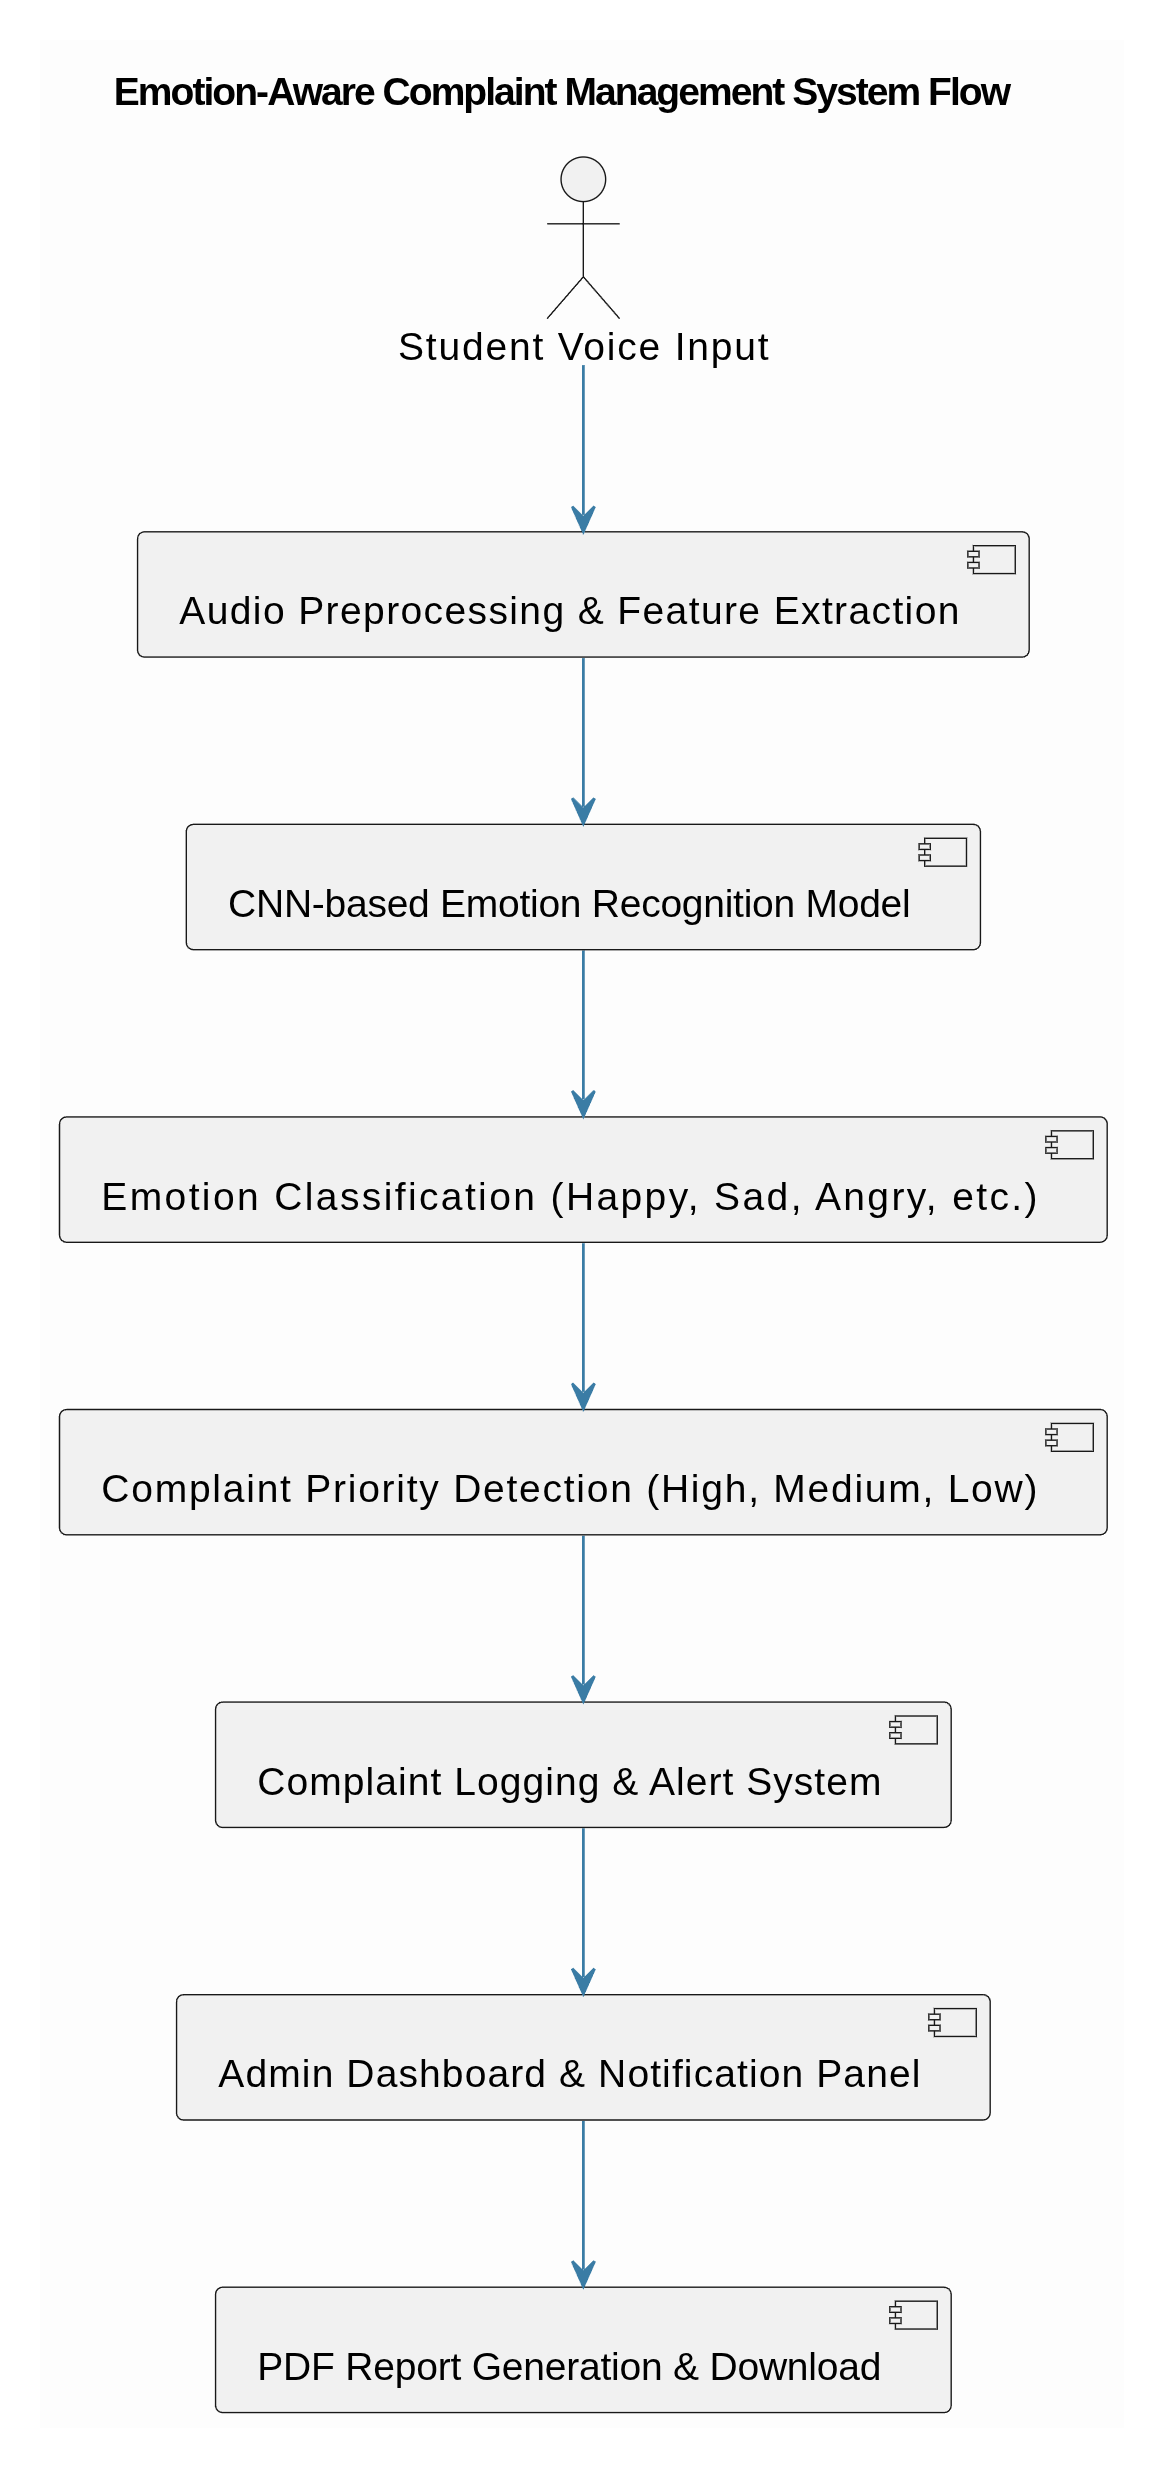 Emotion-Aware Complaint Management System Flow
Student Voice Input
Audio Preprocessing & Feature Extraction
CNN-based Emotion Recognition Model
Emotion Classification (Happy, Sad, Angry, etc.)
Complaint Priority Detection (High, Medium, Low)
Complaint Logging & Alert System
Admin Dashboard & Notification Panel
PDF Report Generation & Download